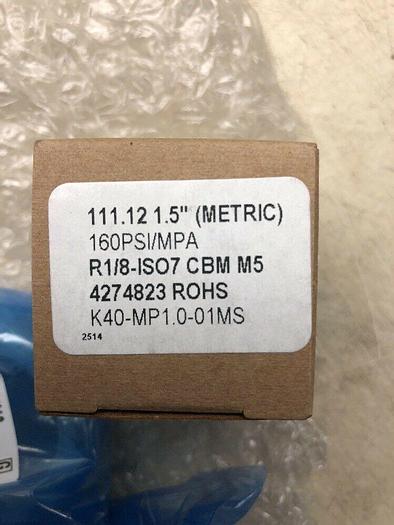 111.12 1.5" (METRIC)
160PSI/MPA
R1/8-ISO7 CBM M5
4274823 ROHS
K40-MP1.0-01MS
2514